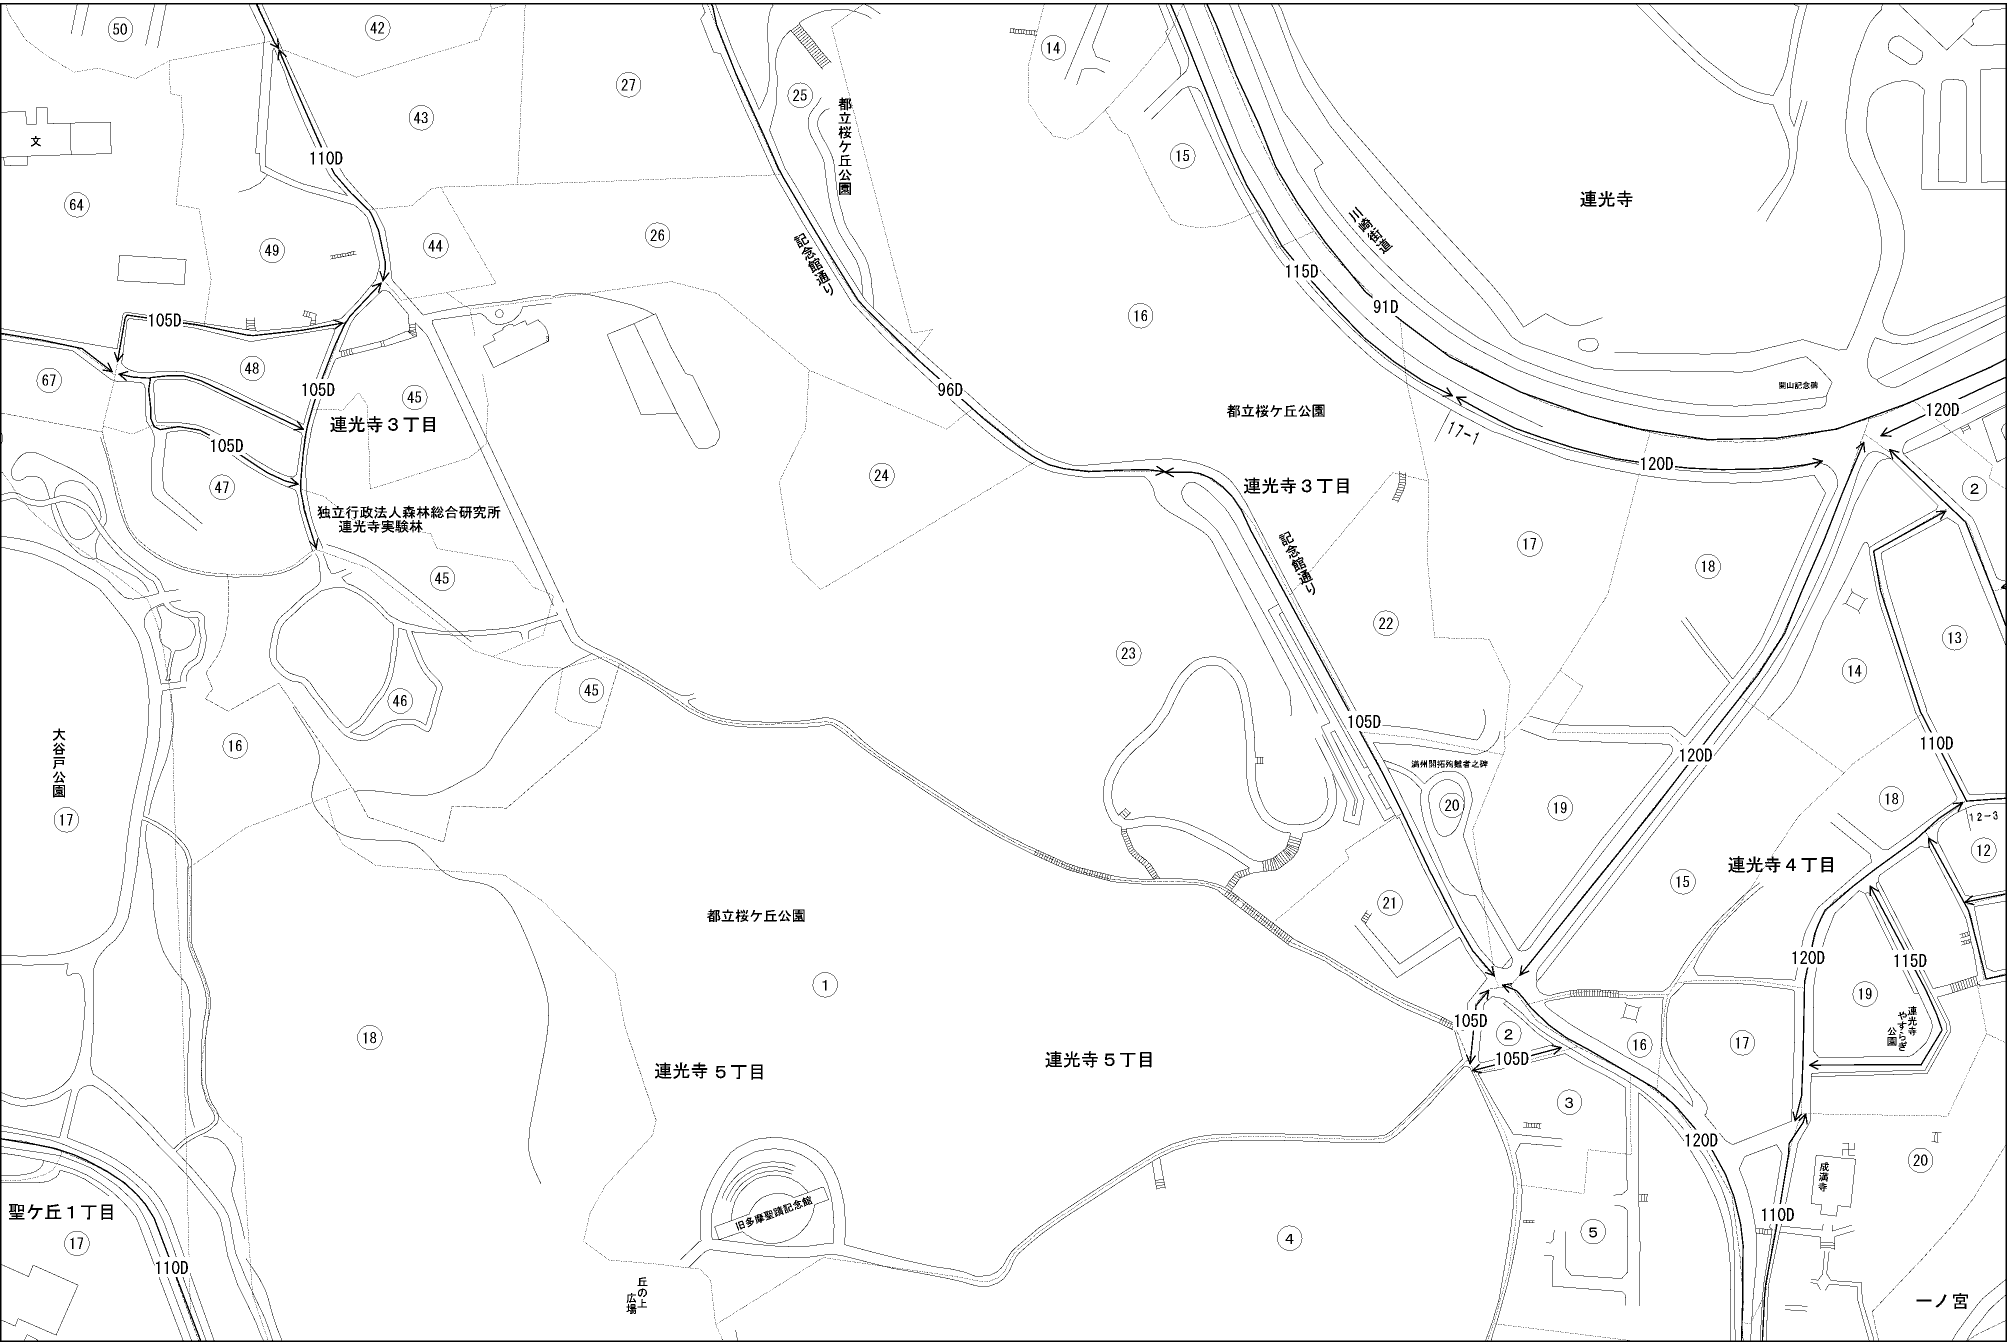 50
42
14
27
25
43
文
都立桜ケ丘公園
110D
15
連光寺
64
川崎街道
26
44
49
記念館通り
115D
91D
16
105D
48
67
105D
45
96D
開山記念碑
都立桜ケ丘公園
120D
連光寺３丁目
17-1
105D
120D
24
連光寺３丁目
47
2
独立行政法人森林総合研究所
連光寺実験林
記念館通り
17
18
45
22
13
23
14
45
46
105D
16
大谷戸公園
120D
110D
満州開拓殉難者之碑
20
19
18
17
12-3
12
連光寺４丁目
15
21
都立桜ケ丘公園
120D
115D
1
19
連光寺
やすらぎ
公園
105D
2
18
16
17
連光寺５丁目
連光寺５丁目
105D
3
120D
20
成満寺
聖ケ丘１丁目
旧多摩聖蹟記念館
110D
17
4
5
110D
丘の上
広場
一ノ宮